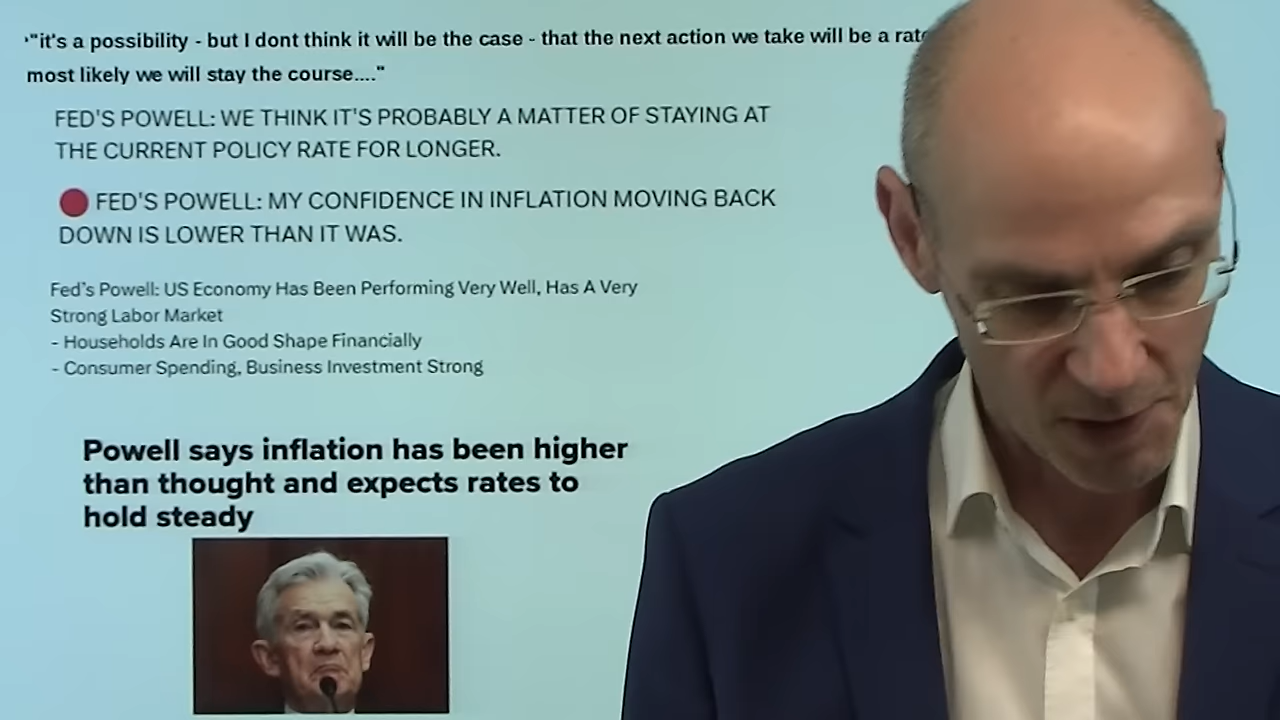 "it's a possibility - but I dont think it will be the case - that the next action we take will be a
most likely we will stay the course...."
FED'S POWELL: WE THINK IT'S PROBABLY A MATTER OF STAYING AT
THE CURRENT POLICY RATE FOR LONGER.
FED'S POWELL: MY CONFIDENCE IN INFLATION MOVING BACK
DOWN IS LOWER THAN IT WAS.
Fed's Powell: US Economy Has Been Performing Very Well, Has A Very
Strong Labor Market
- Households Are In Good Shape Financially
- Consumer Spending, Business Investment Strong
Powell says inflation has been higher
than thought and expects rates to
hold steady